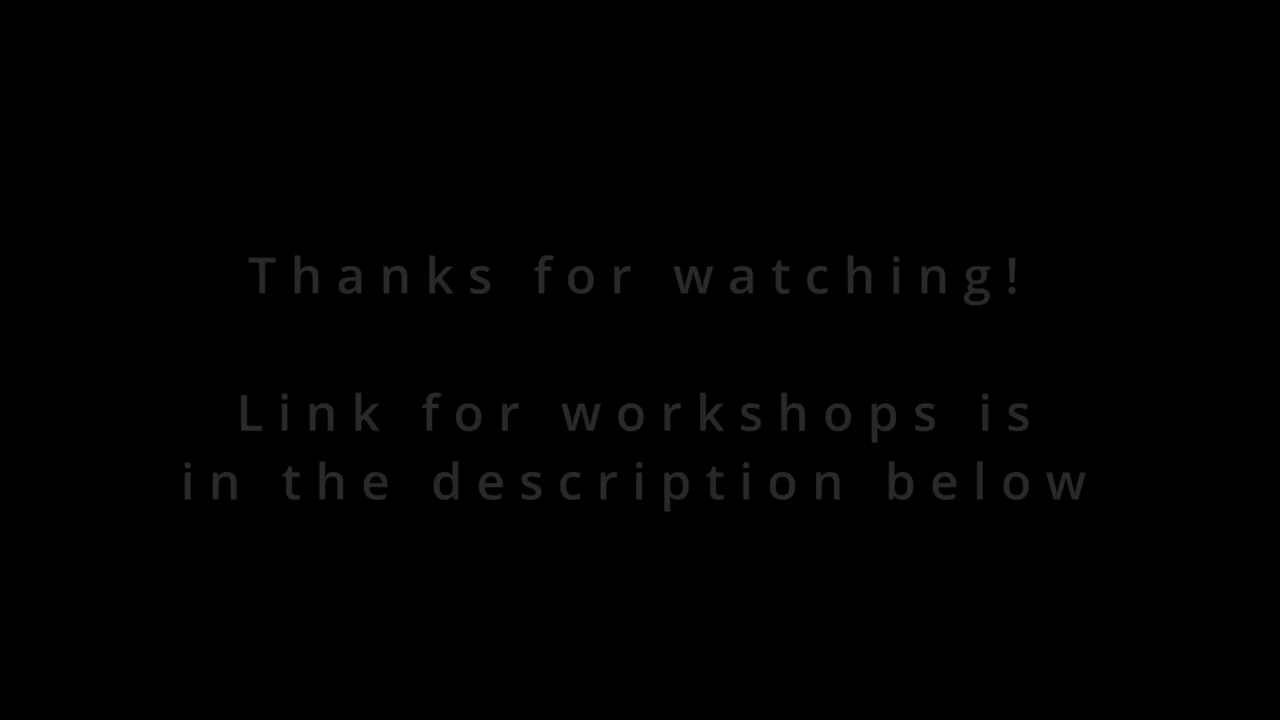 Thanks for watching!
Link for workshops is
in the description below